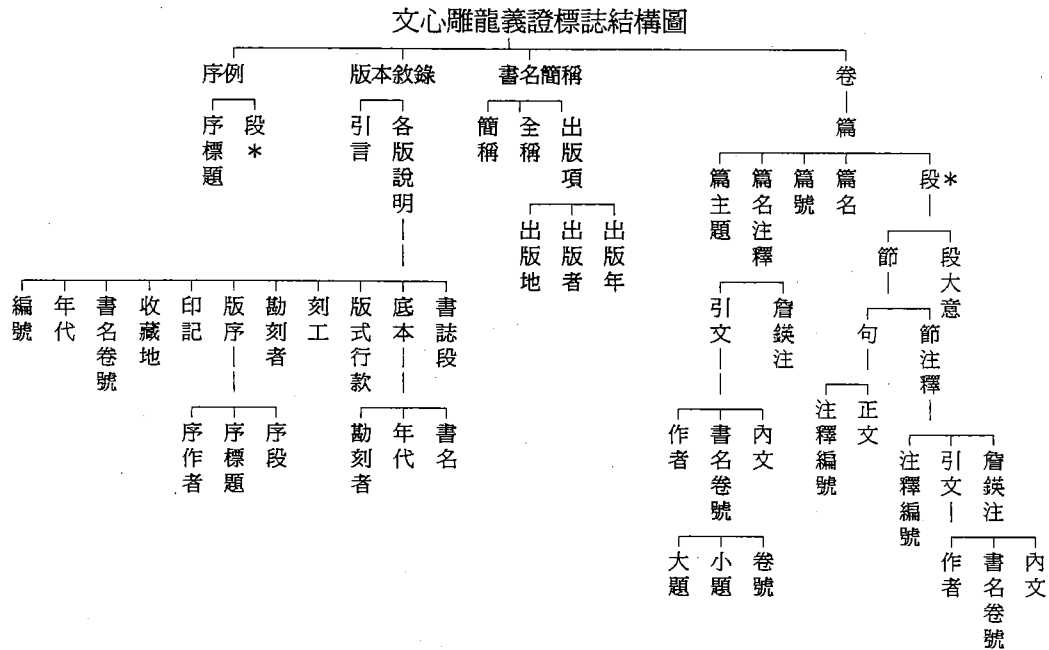 文心雕龍義證標誌結構圖
序例
版本敘錄
書名簡稱
卷
序標題
段*
引言
各版說明
簡稱
全稱
出版項
篇
篇主題
篇名注釋
篇號
篇名
段*
出版地
出版者
出版年
節
段大意
編號
年代
書名卷號
收藏地
印記
版序
勘刻者
刻工
版式行款
底本
書誌段
引文
詹鍈注
句
節注釋
序作者
序標題
序段
勘刻者
年代
書名
作者
書名卷號
內文
注釋編號
正文
注釋編號
引文
詹鍈注
大題
小題
卷號
作者
書名卷號
內文